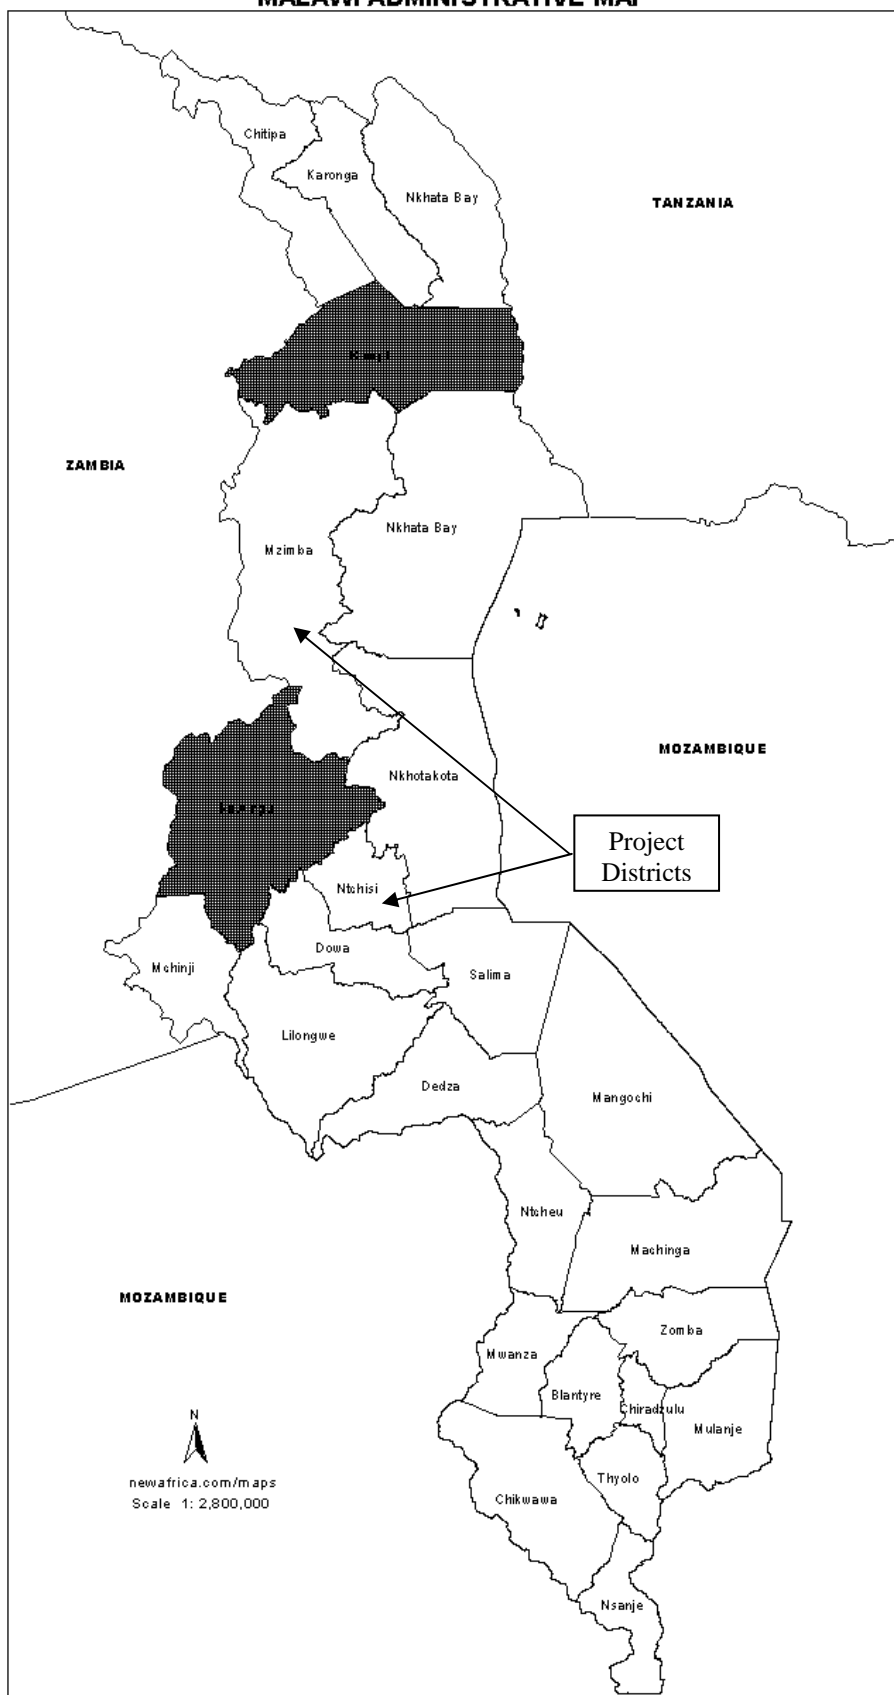 MALAWI ADMINISTRATIVE MAP
Chitipa
Karonga
Nkhata Bay
TANZANIA
ZAMBIA
Mzimba
Nkhata Bay
MOZAMBIQUE
Nkhotakota
Project
Districts
Ntchisi
Dowa
Mchinji
Salima
Lilongwe
Dedza
Mangochi
Ntcheu
Machinga
MOZAMBIQUE
Zomba
Mwanza
Blantyre
Chiradzulu
Mulanje
N
newafrica.com/maps
Scale 1: 2,800,000
Thyolo
Chikwawa
Nsanje